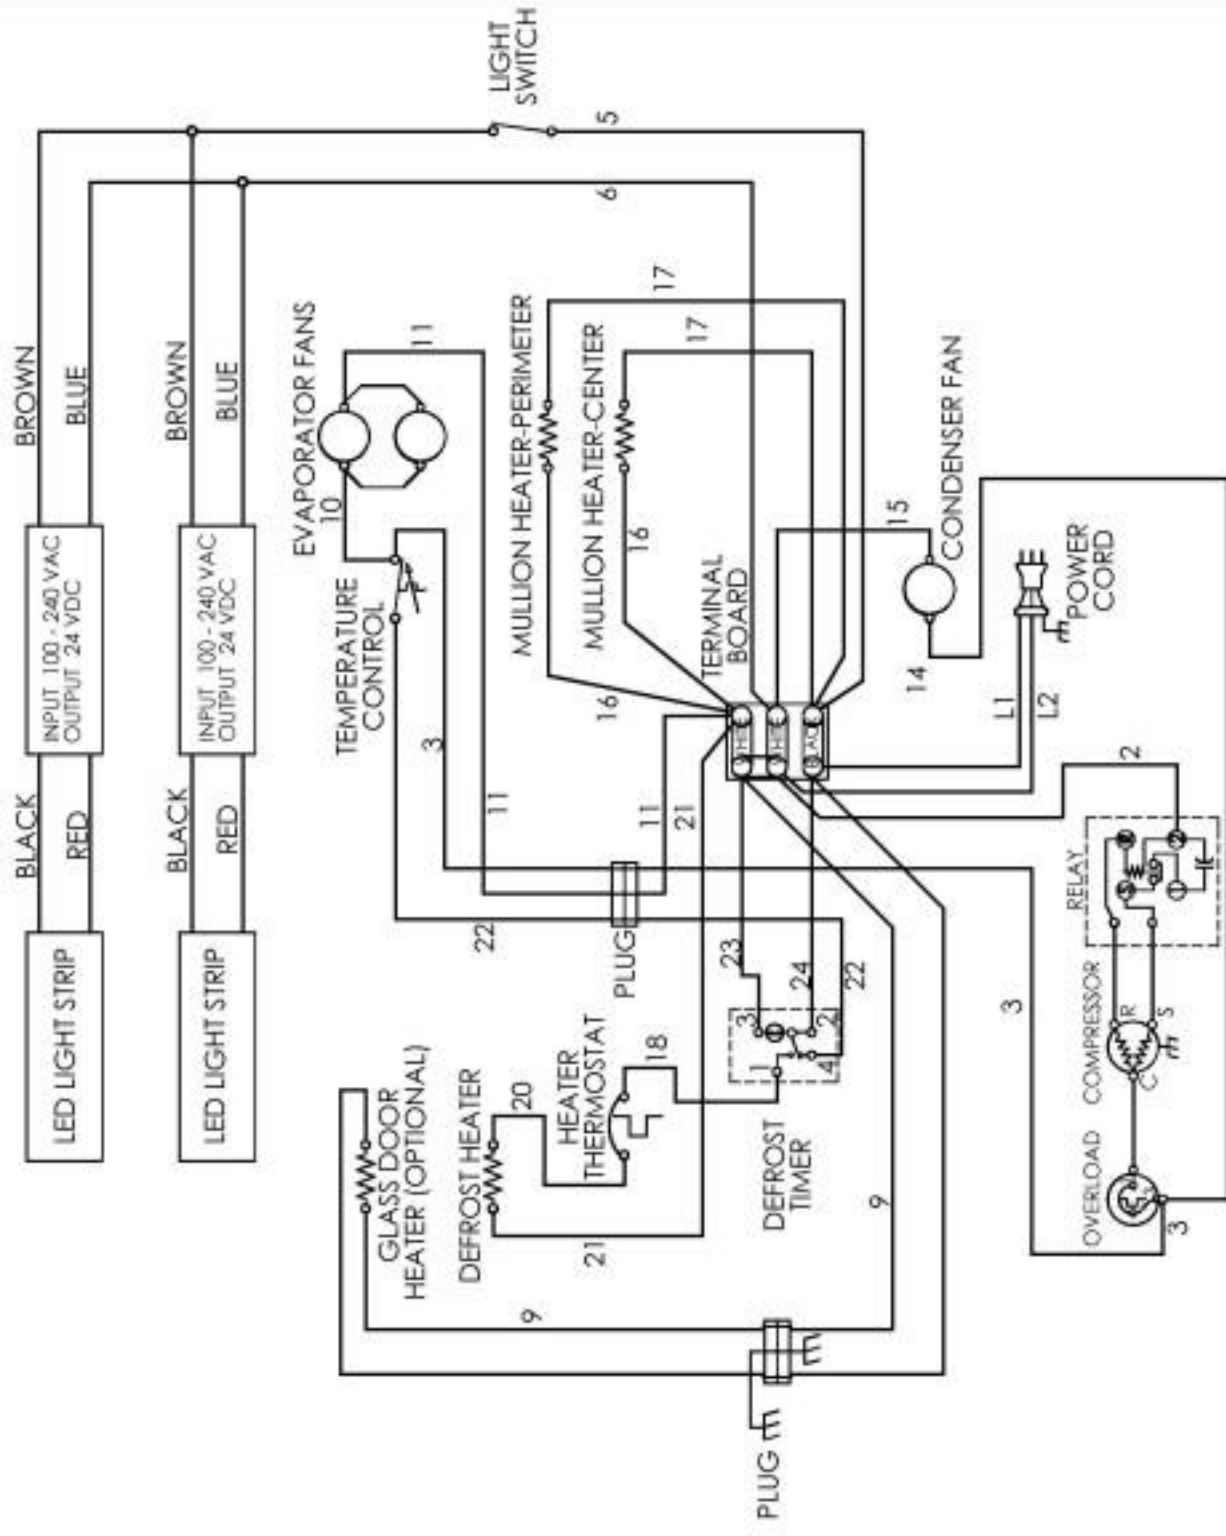 LED LIGHT STRIP
BLACK
RED
INPUT 100 - 240 VAC
OUTPUT 24 VDC
BROWN
BLUE
LED LIGHT STRIP
BLACK
RED
INPUT 100 - 240 VAC
OUTPUT 24 VDC
BROWN
BLUE
LIGHT
SWITCH
5
6
EVAPORATOR FANS
10
11
TEMPERATURE
CONTROL
3
11
22
GLASS DOOR
HEATER (OPTIONAL)
DEFROST HEATER
20
21
9
HEATER
THERMOSTAT
18
PLUG
11
21
MULLION HEATER-PERIMETER
16
17
MULLION HEATER-CENTER
16
17
TERMINAL
BOARD
DEFROST
TIMER
1
3
2
4
23
24
22
9
PLUG
14
15
CONDENSER FAN
L1
L2
POWER
CORD
2
3
RELAY
COMPRESSOR
R
S
C
OVERLOAD
3